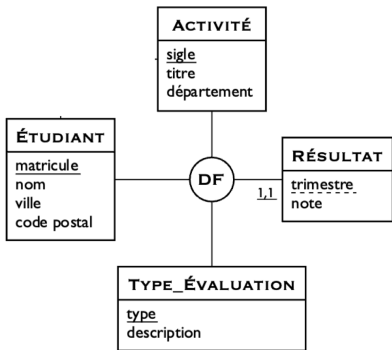 ACTIVITÉ
sigle
titre
département
ÉTUDIANT
matricule
nom
ville
code postal
DF
1,1
RÉSULTAT
trimestre
note
TYPE_ÉVALUATION
type
description